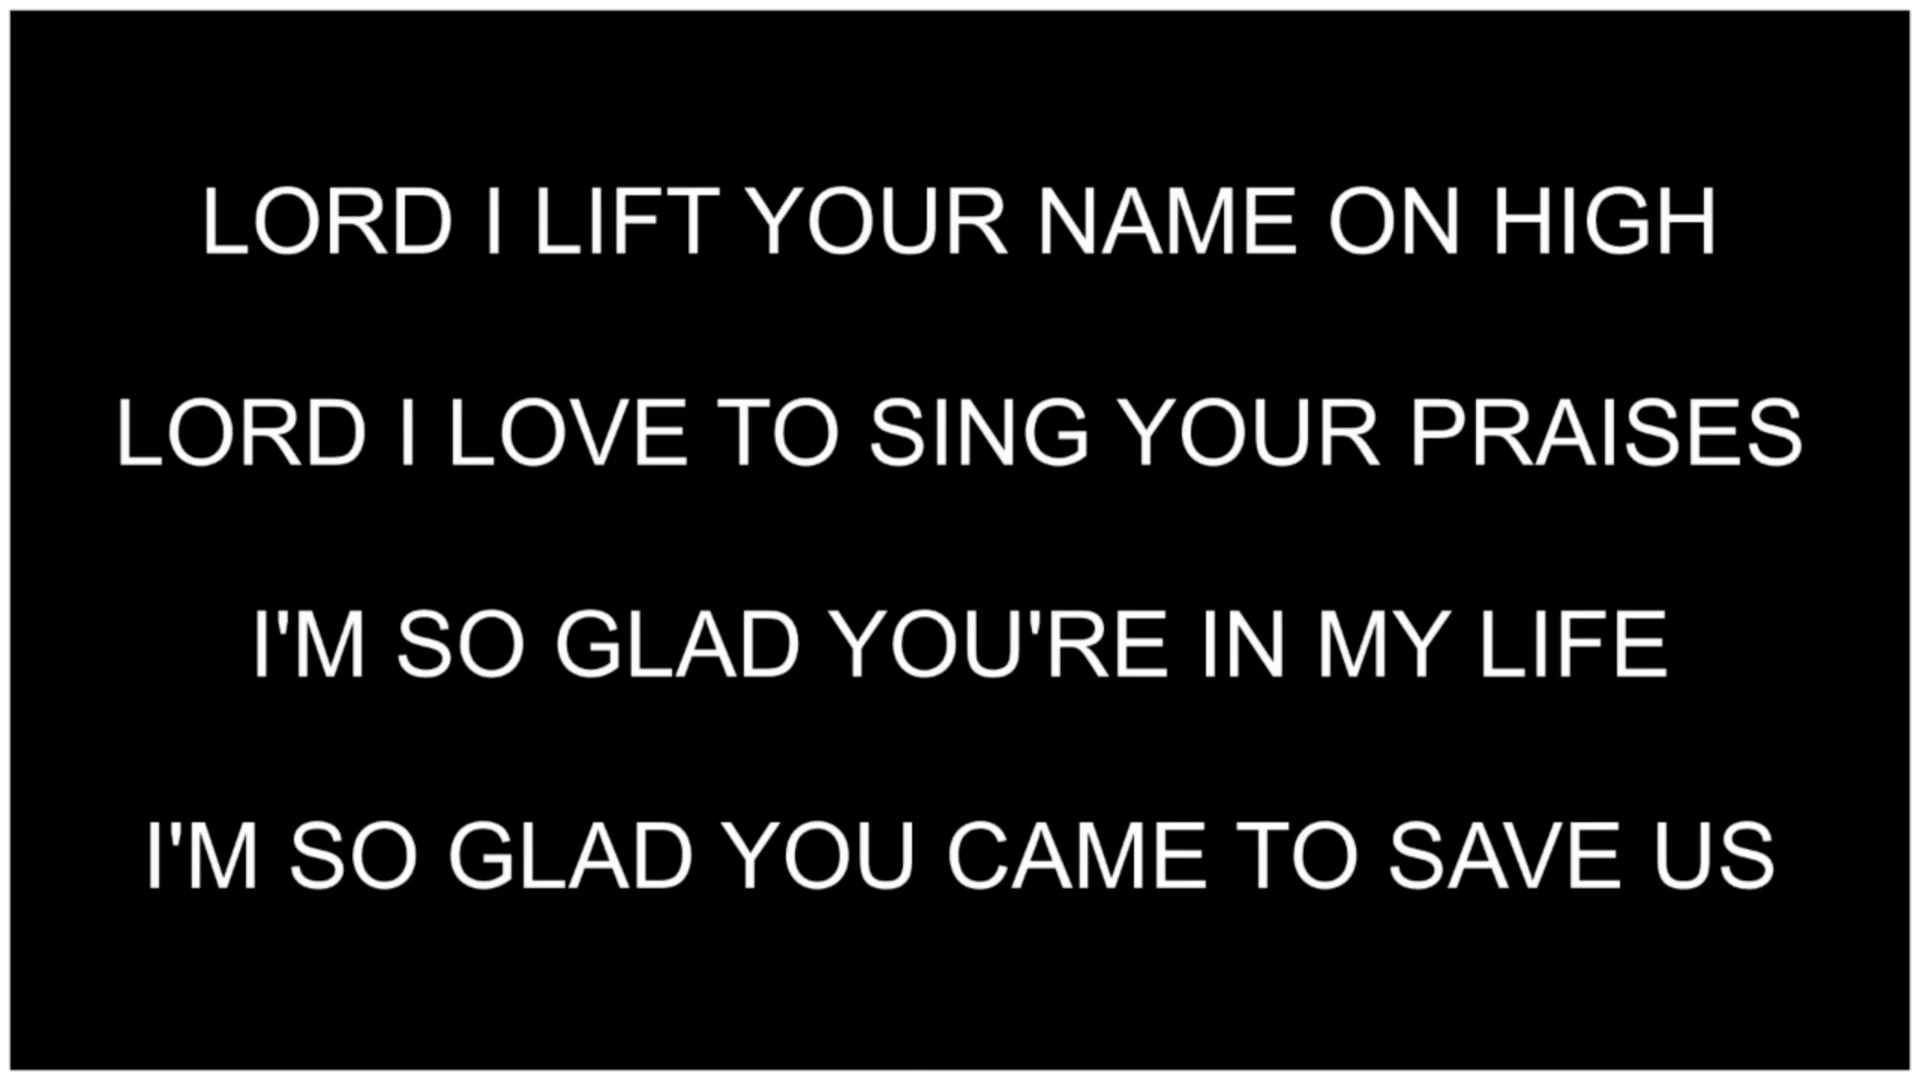 LORD I LIFT YOUR NAME ON HIGH
LORD I LOVE TO SING YOUR PRAISES
I'M SO GLAD YOU'RE IN MY LIFE
I'M SO GLAD YOU CAME TO SAVE US